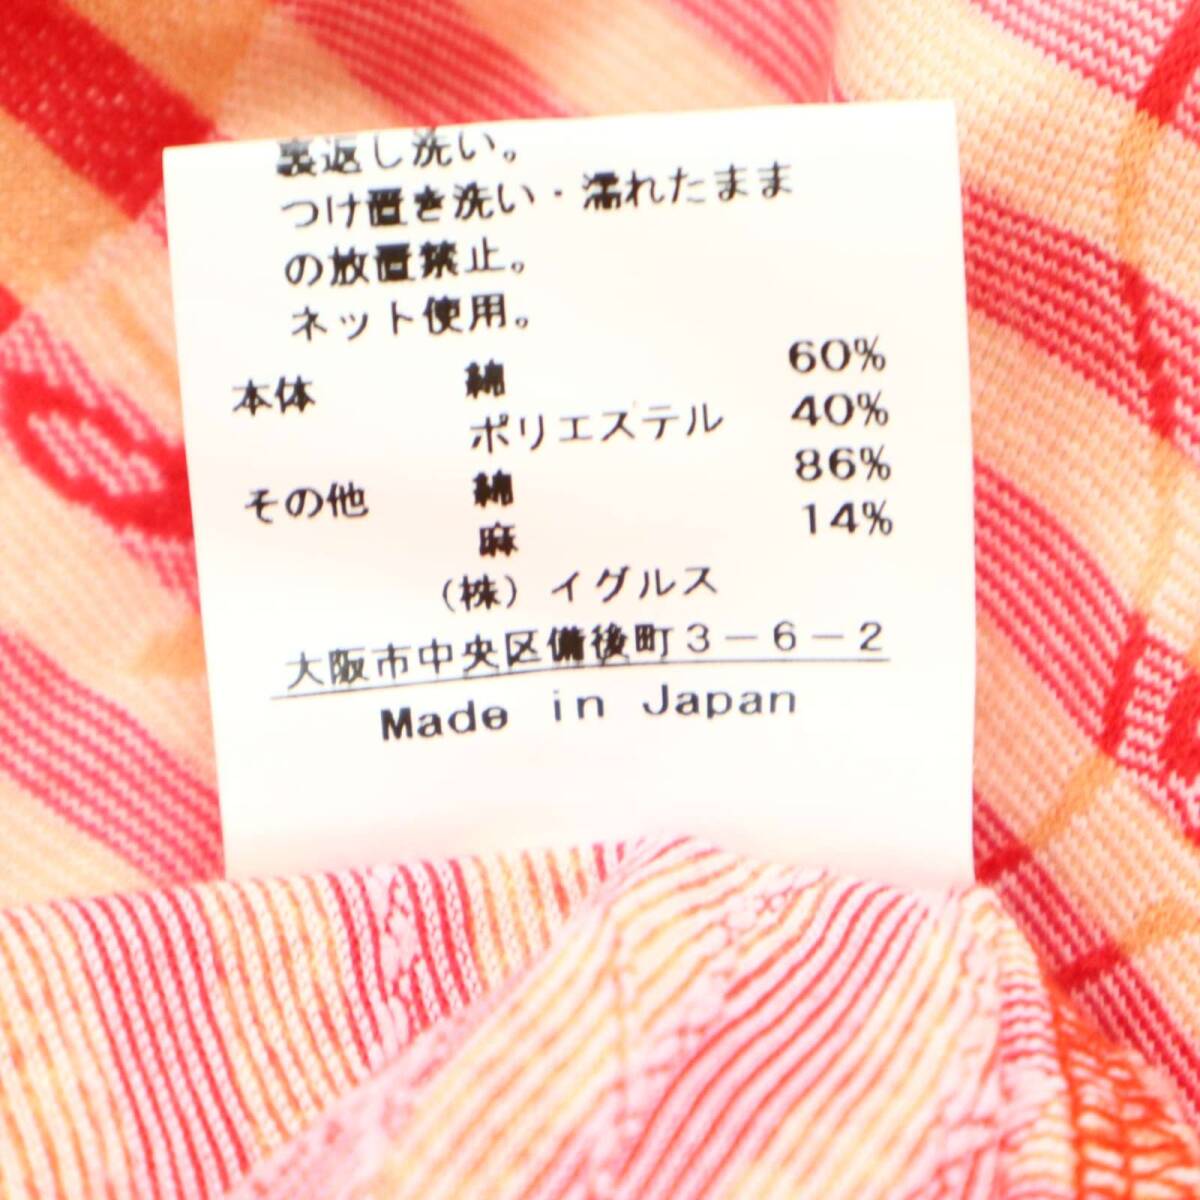 裏返し洗い。
つけ置き洗い・濡れたまま
の放置禁止。
ネット使用。
本体 綿 60%
ポリエステル 40%
その他 綿 86%
麻 14%
（株）イグルス
大阪市中央区備後町3－6－2
Made in Japan